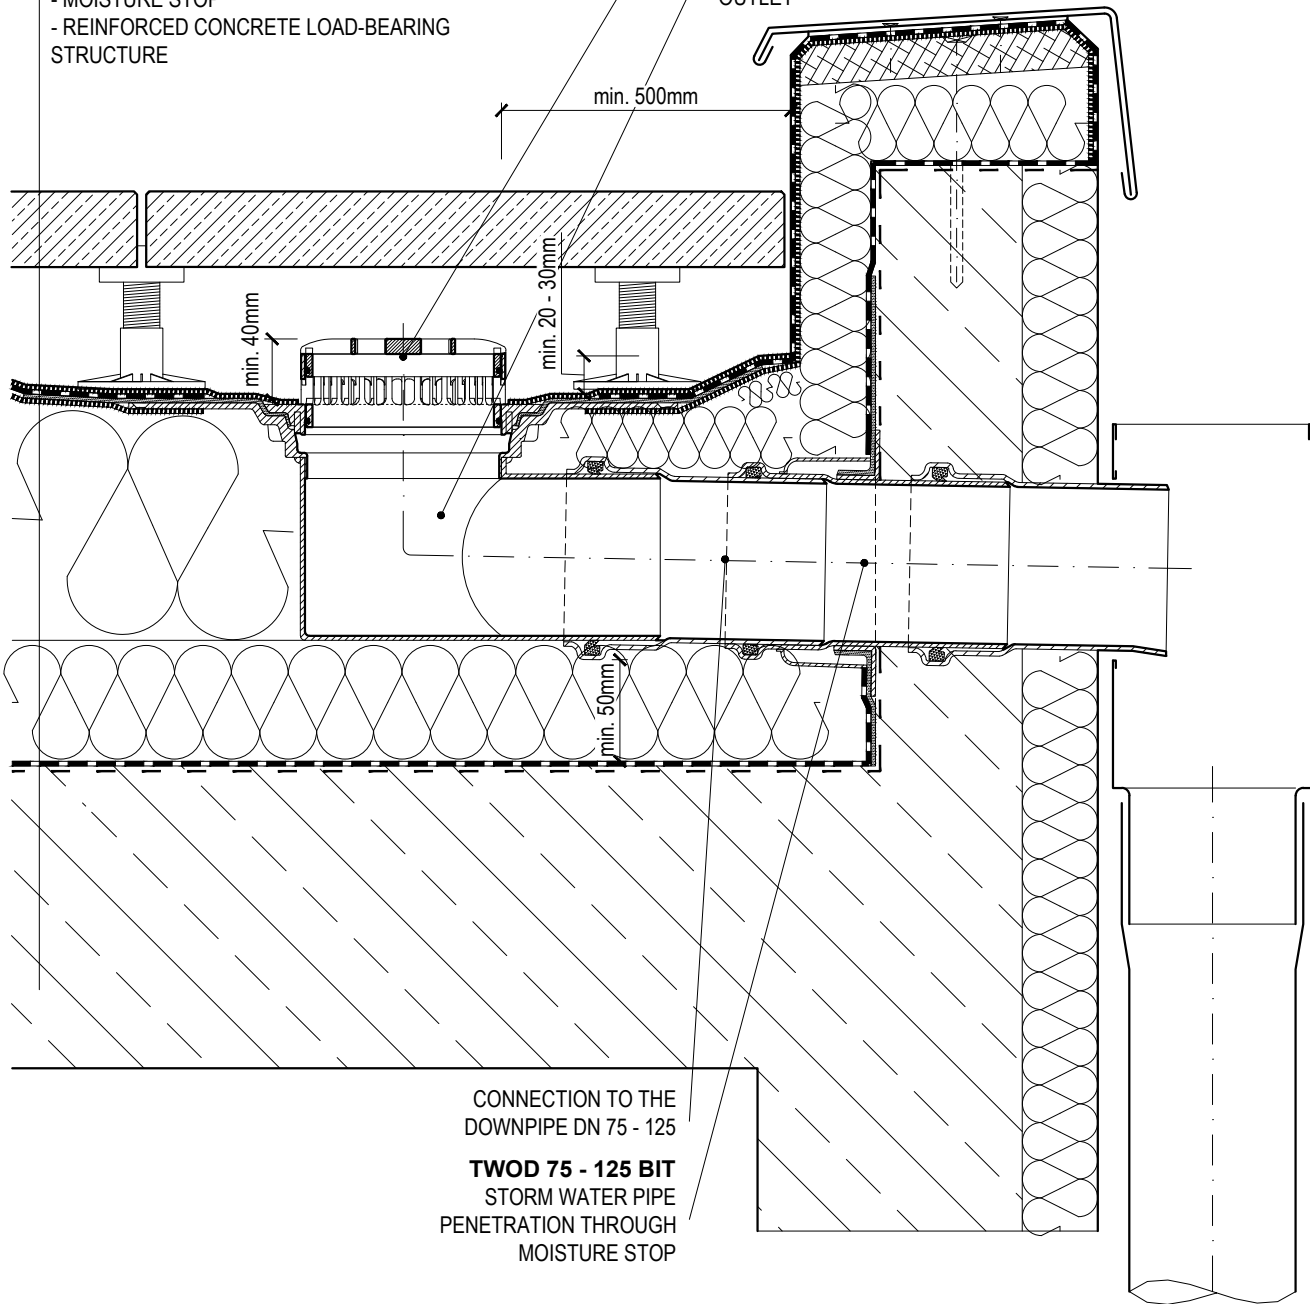 - MOISTURE STOP
- REINFORCED CONCRETE LOAD-BEARING
STRUCTURE
OUTLET
min. 500mm
min. 40mm
min. 20 - 30mm
min. 50mm
CONNECTION TO THE
DOWNPIPE DN 75 - 125
TWOD 75 - 125 BIT
STORM WATER PIPE
PENETRATION THROUGH
MOISTURE STOP